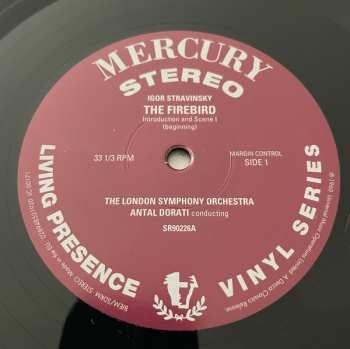 MERCURY
STEREO
IGOR STRAVINSKY
THE FIREBIRD
Introduction and Scene I
(beginning)
33 1/3 RPM
MARGIN CONTROL
SIDE 1
THE LONDON SYMPHONY ORCHESTRA
ANTAL DORATI conducting
SR90226A
LIVING PRESENCE
VINYL SERIES